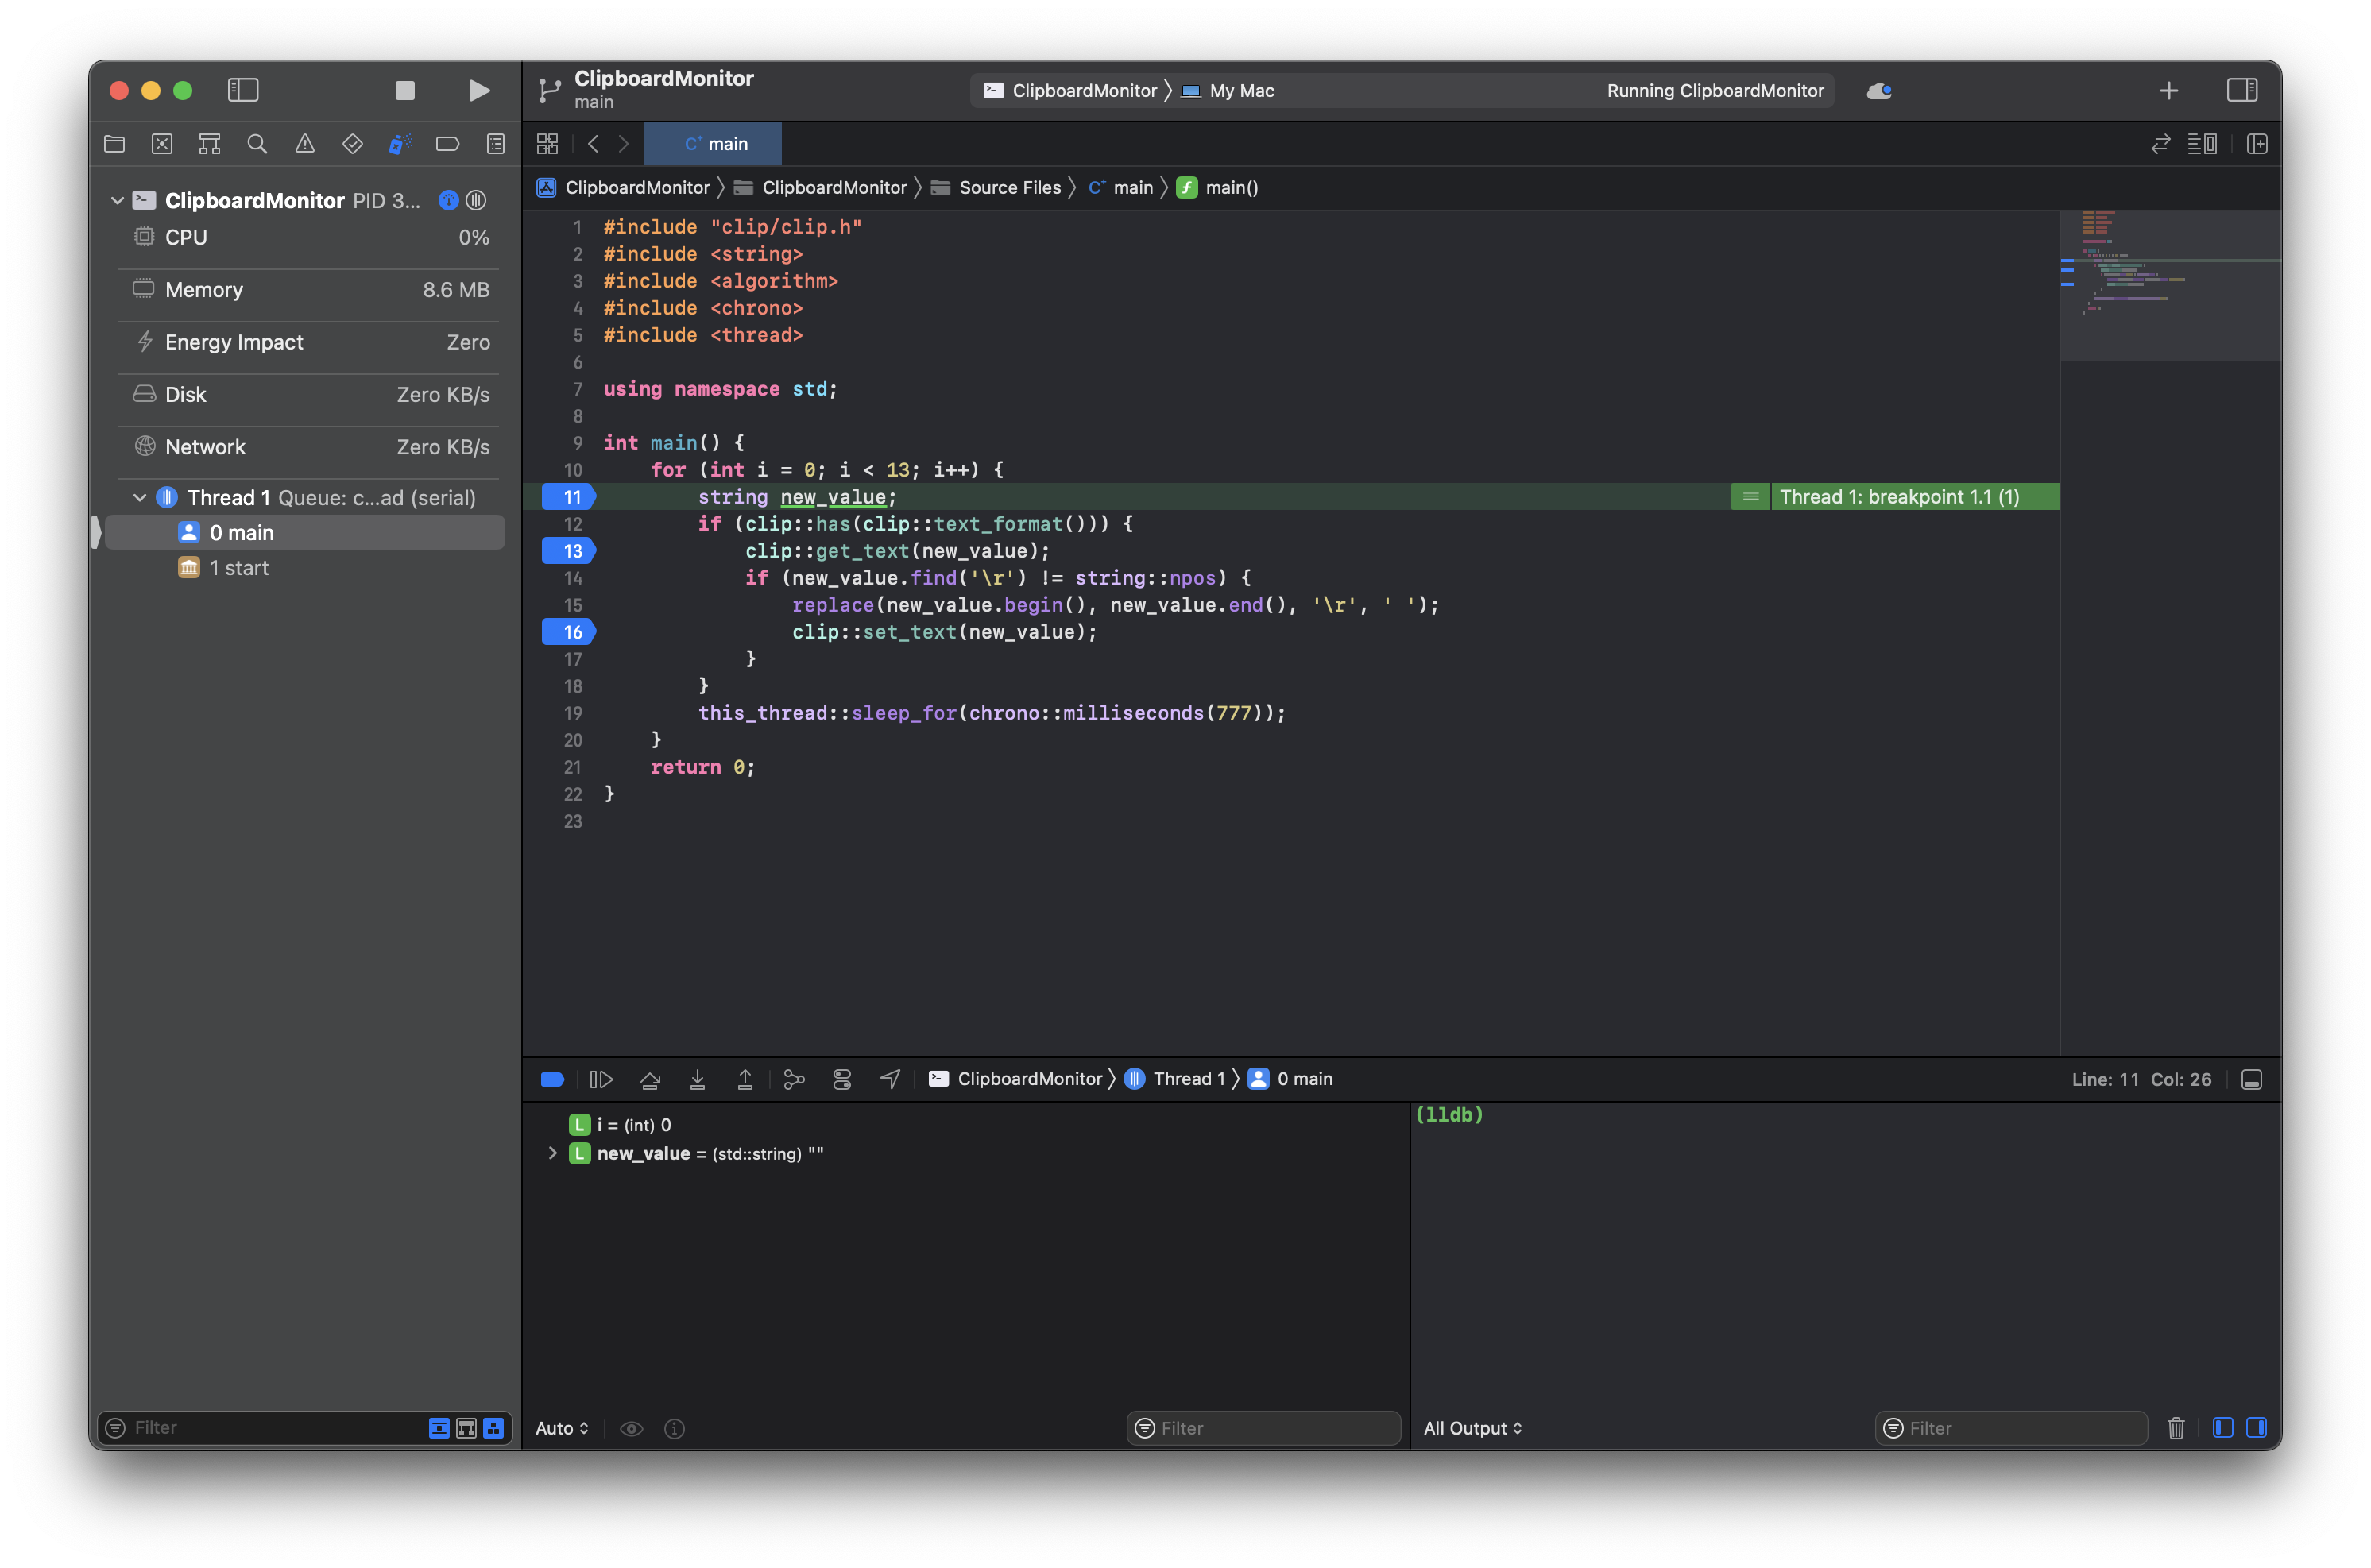 ClipboardMonitor
main
ClipboardMonitor
My Mac
Running ClipboardMonitor
main
ClipboardMonitor PID 3...
CPU 0%
Memory 8.6 MB
Energy Impact Zero
Disk Zero KB/s
Network Zero KB/s
Thread 1 Queue: c...ad (serial)
0 main
1 start
Filter
ClipboardMonitor
ClipboardMonitor
Source Files
main
main()
1 #include "clip/clip.h"
2 #include <string>
3 #include <algorithm>
4 #include <chrono>
5 #include <thread>
6
7 using namespace std;
8
9 int main() {
10 for (int i = 0; i < 13; i++) {
11 string new_value; Thread 1: breakpoint 1.1 (1)
12 if (clip::has(clip::text_format())) {
13 clip::get_text(new_value);
14 if (new_value.find('\r') != string::npos) {
15 replace(new_value.begin(), new_value.end(), '\r', ' ');
16 clip::set_text(new_value);
17 }
18 }
19 this_thread::sleep_for(chrono::milliseconds(777));
20 }
21 return 0;
22 }
23
ClipboardMonitor
Thread 1
0 main
Line: 11 Col: 26
L i = (int) 0
L new_value = (std::string) ""
Auto
Filter
(lldb)
All Output
Filter